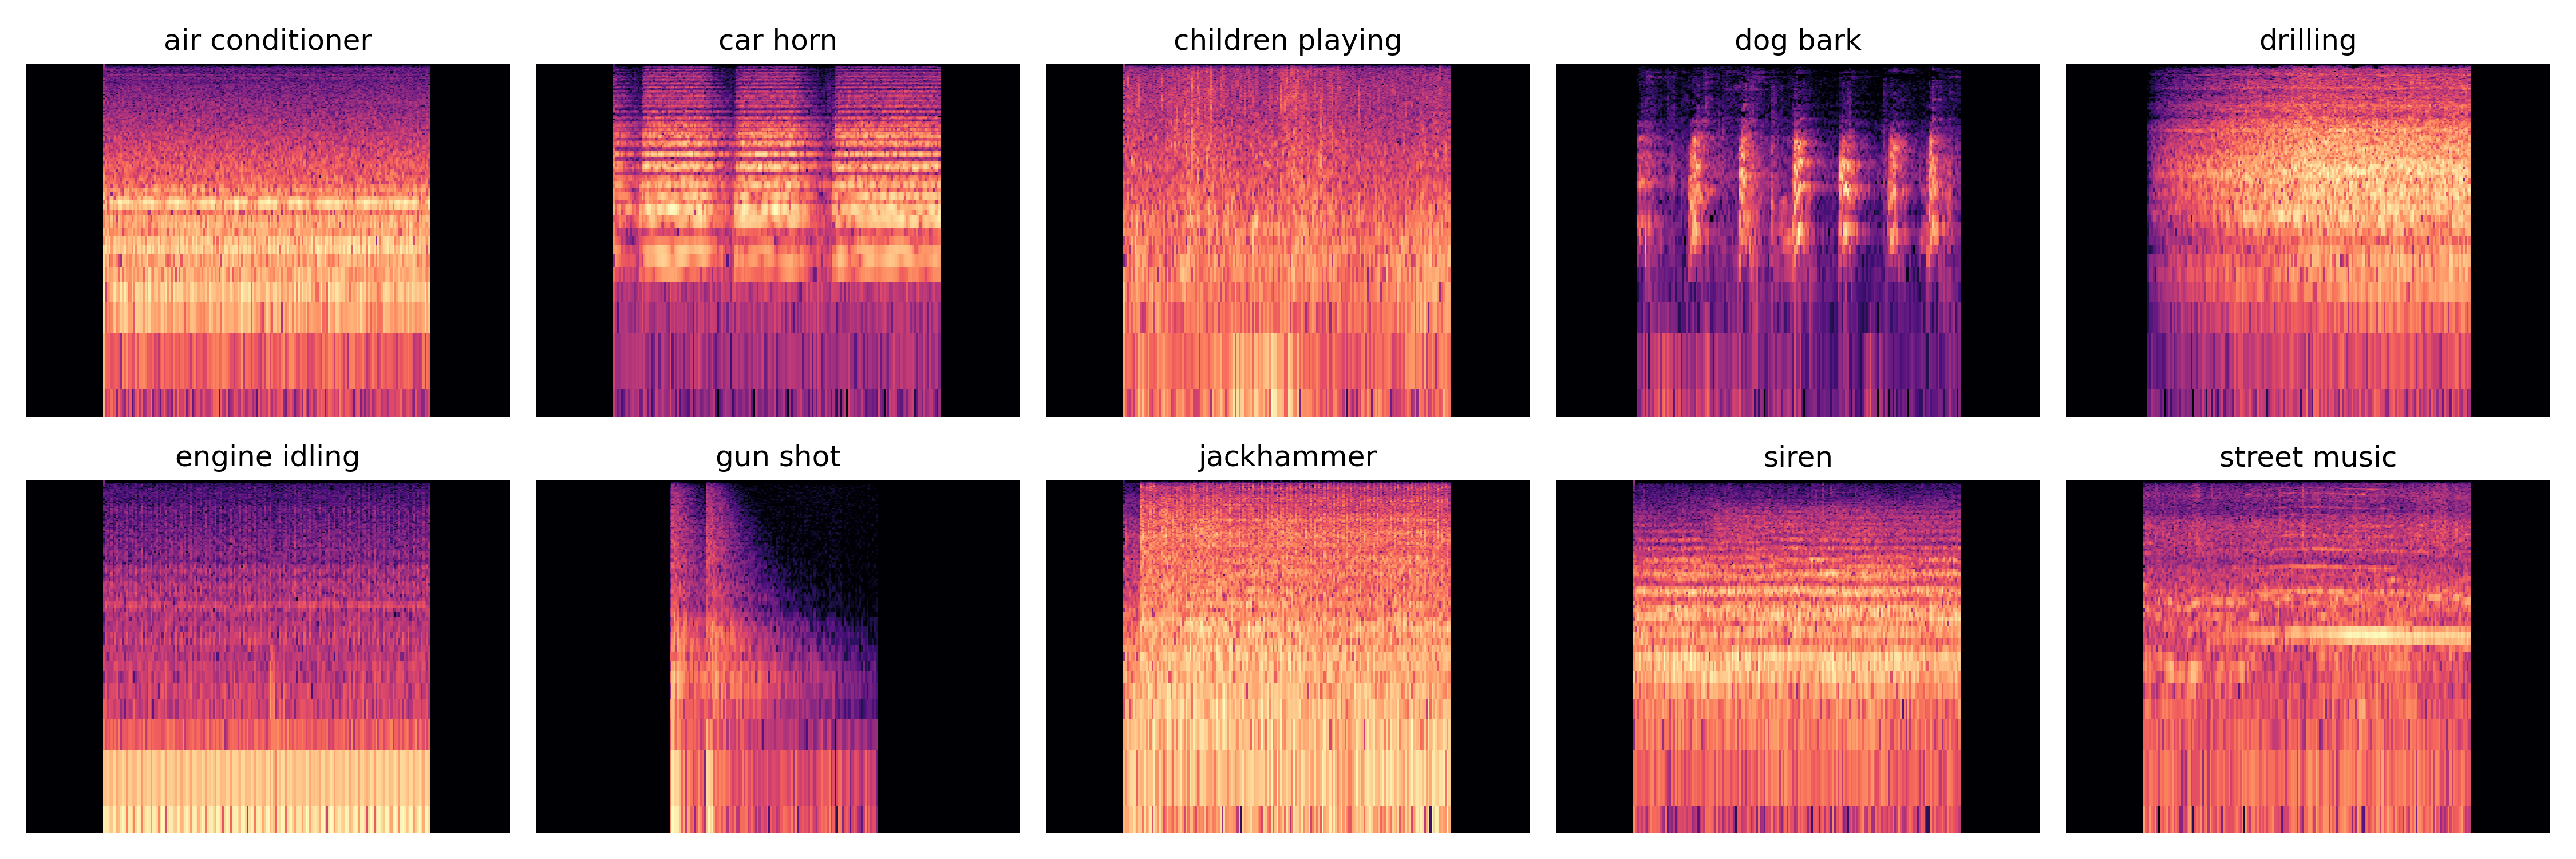 air conditioner
car horn
children playing
dog bark
drilling
engine idling
gun shot
jackhammer
siren
street music